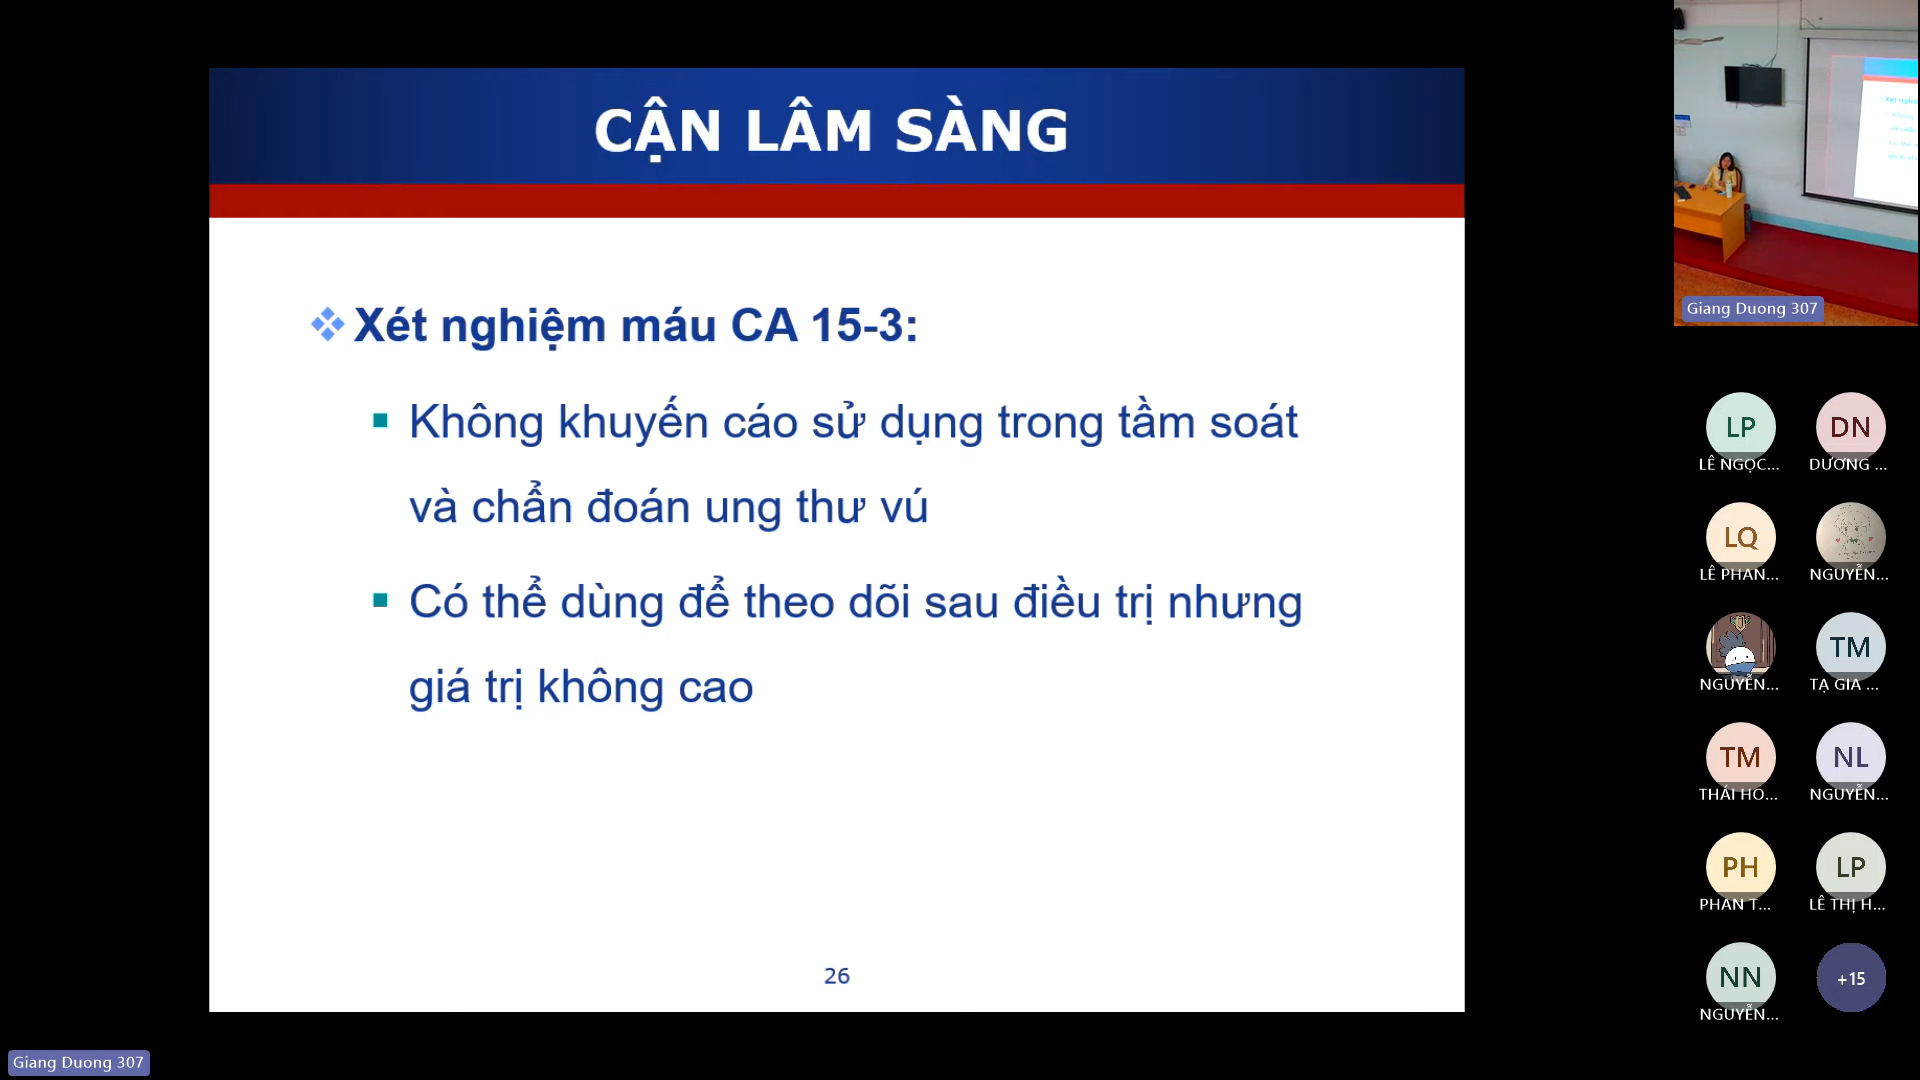 CẬN LÂM SÀNG
Xét nghiệm máu CA 15-3:
Không khuyến cáo sử dụng trong tầm soát
và chẩn đoán ung thư vú
Có thể dùng để theo dõi sau điều trị nhưng
giá trị không cao
26
Giang Duong 307
Giang Duong 307
LP
DN
LÊ NGỌC...
DƯƠNG ...
LQ
LÊ PHAN...
NGUYỄN...
TM
NGUYỄN...
TẠ GIA ...
TM
NL
THÁI HO...
NGUYỄN...
PH
LP
PHAN T...
LÊ THỊ H...
NN
+15
NGUYỄN...